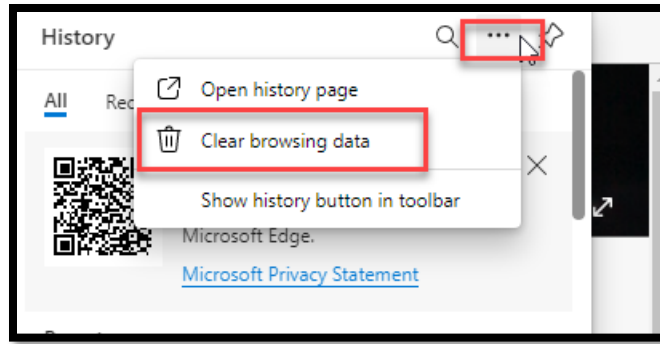 History
Open history page
All
Clear browsing data
Show history button in toolbar
Microsoft Edge.
Microsoft Privacy Statement